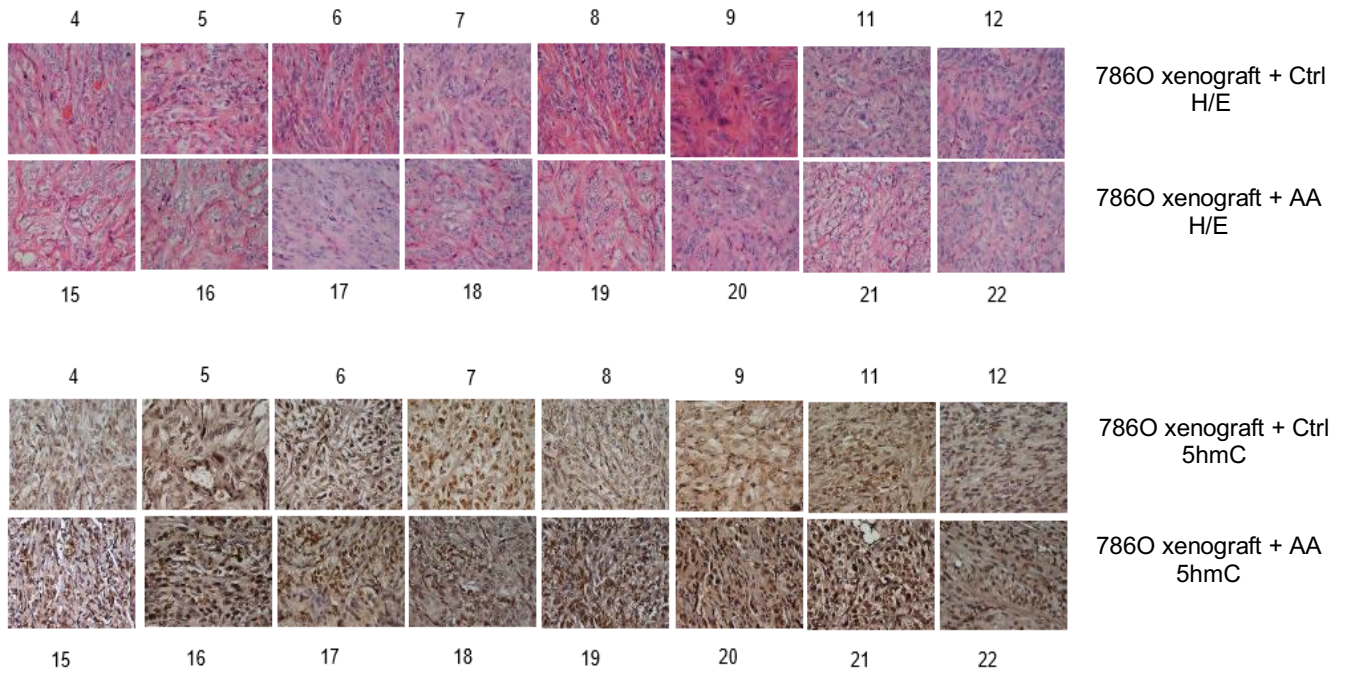 4 5 6 7 8 9 11 12
786O xenograft + Ctrl
H/E
786O xenograft + AA
H/E
15 16 17 18 19 20 21 22
4 5 6 7 8 9 11 12
786O xenograft + Ctrl
5hmC
786O xenograft + AA
5hmC
15 16 17 18 19 20 21 22